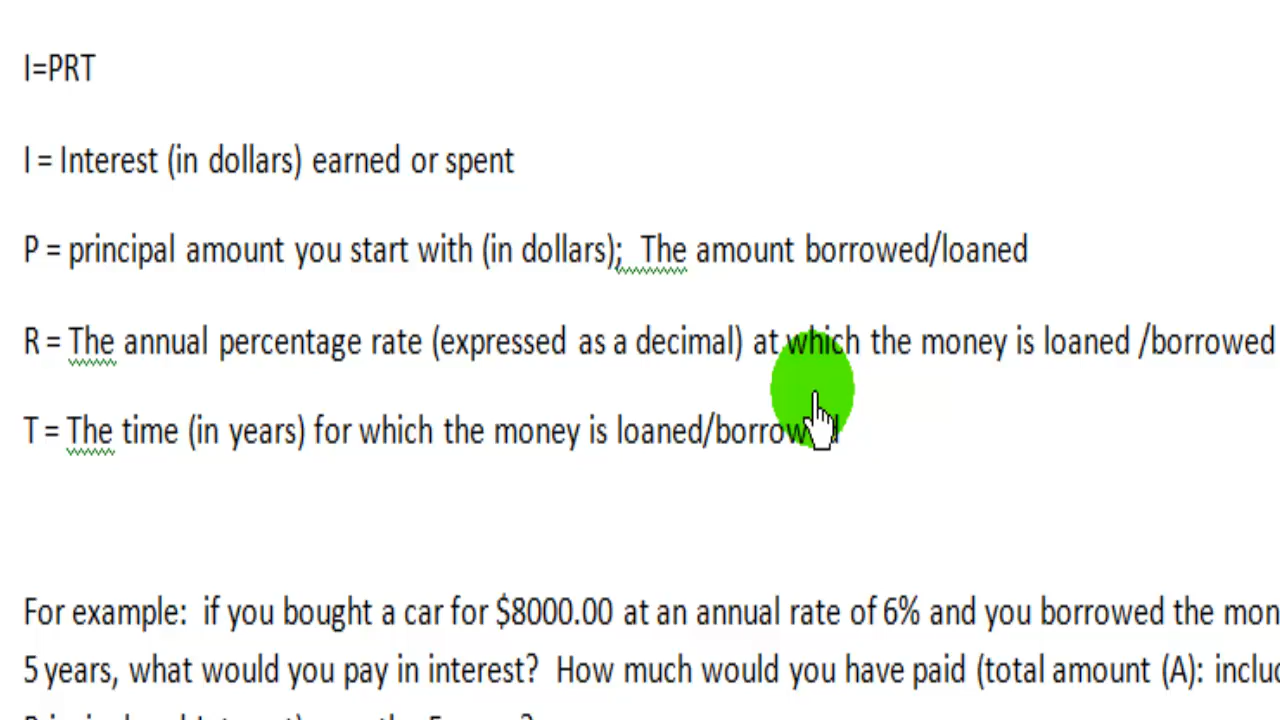 I=PRT
I = Interest (in dollars) earned or spent
P = principal amount you start with (in dollars);  The amount borrowed/loaned
R = The annual percentage rate (expressed as a decimal) at which the money is loaned /borrowed
T = The time (in years) for which the money is loaned/borrowed
For example:  if you bought a car for $8000.00 at an annual rate of 6% and you borrowed the mon
5 years, what would you pay in interest?  How much would you have paid (total amount (A): includ